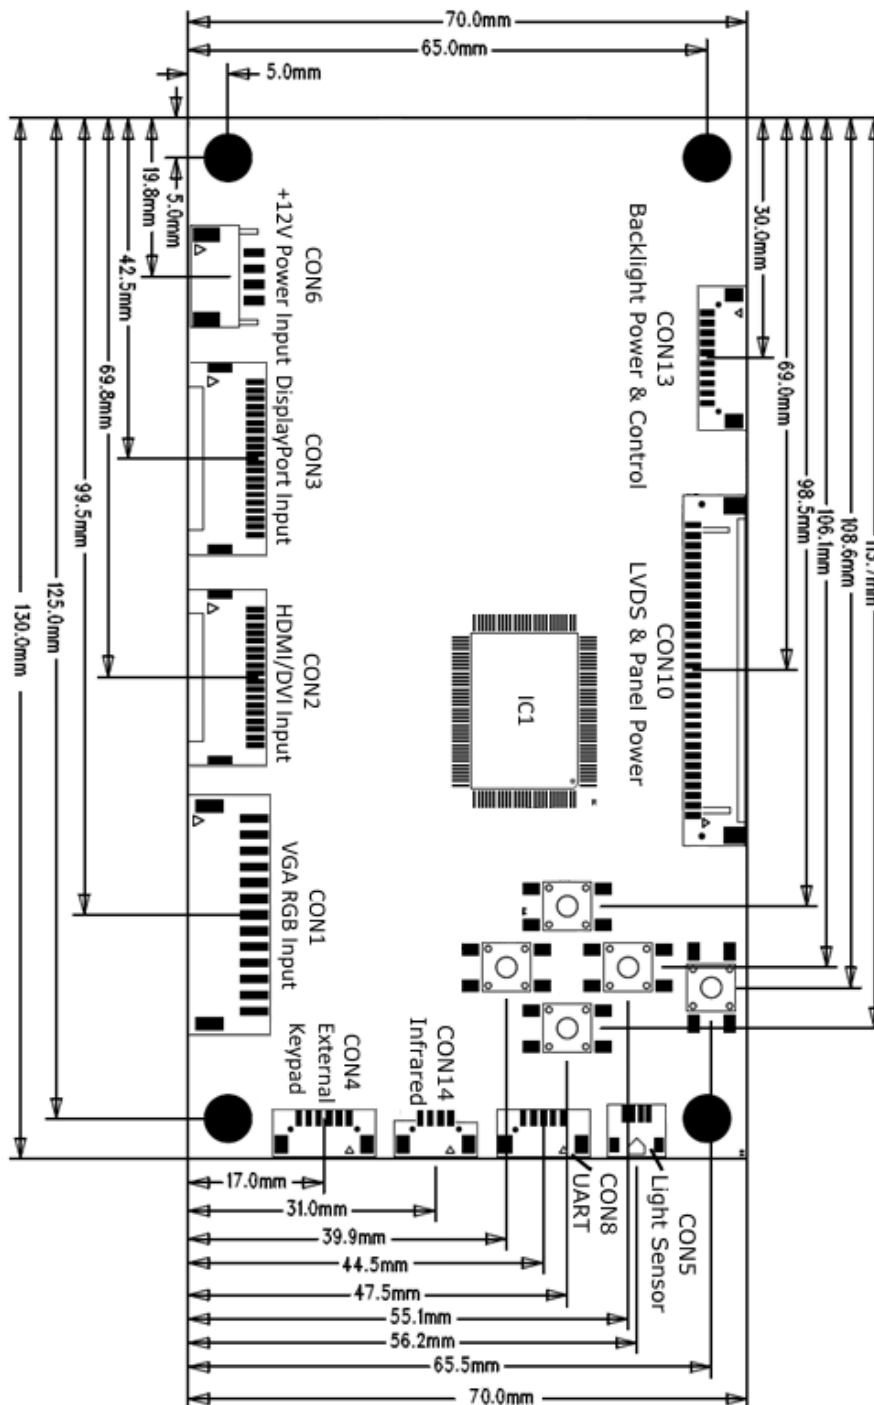 70.0mm
65.0mm
5.0mm
5.0mm
19.8mm
42.5mm
69.8mm
99.5mm
125.0mm
130.0mm
30.0mm
69.0mm
98.5mm
106.1mm
108.6mm
CON6
+12V Power Input
CON3
DisplayPort Input
CON2
HDMI/DVI Input
CON1
VGA RGB Input
CON13
Backlight Power & Control
CON10
LVDS & Panel Power
IC1
CON4
External
Keypad
CON14
Infrared
CON8
UART
CON5
Light Sensor
17.0mm
31.0mm
39.9mm
44.5mm
47.5mm
55.1mm
56.2mm
65.5mm
70.0mm